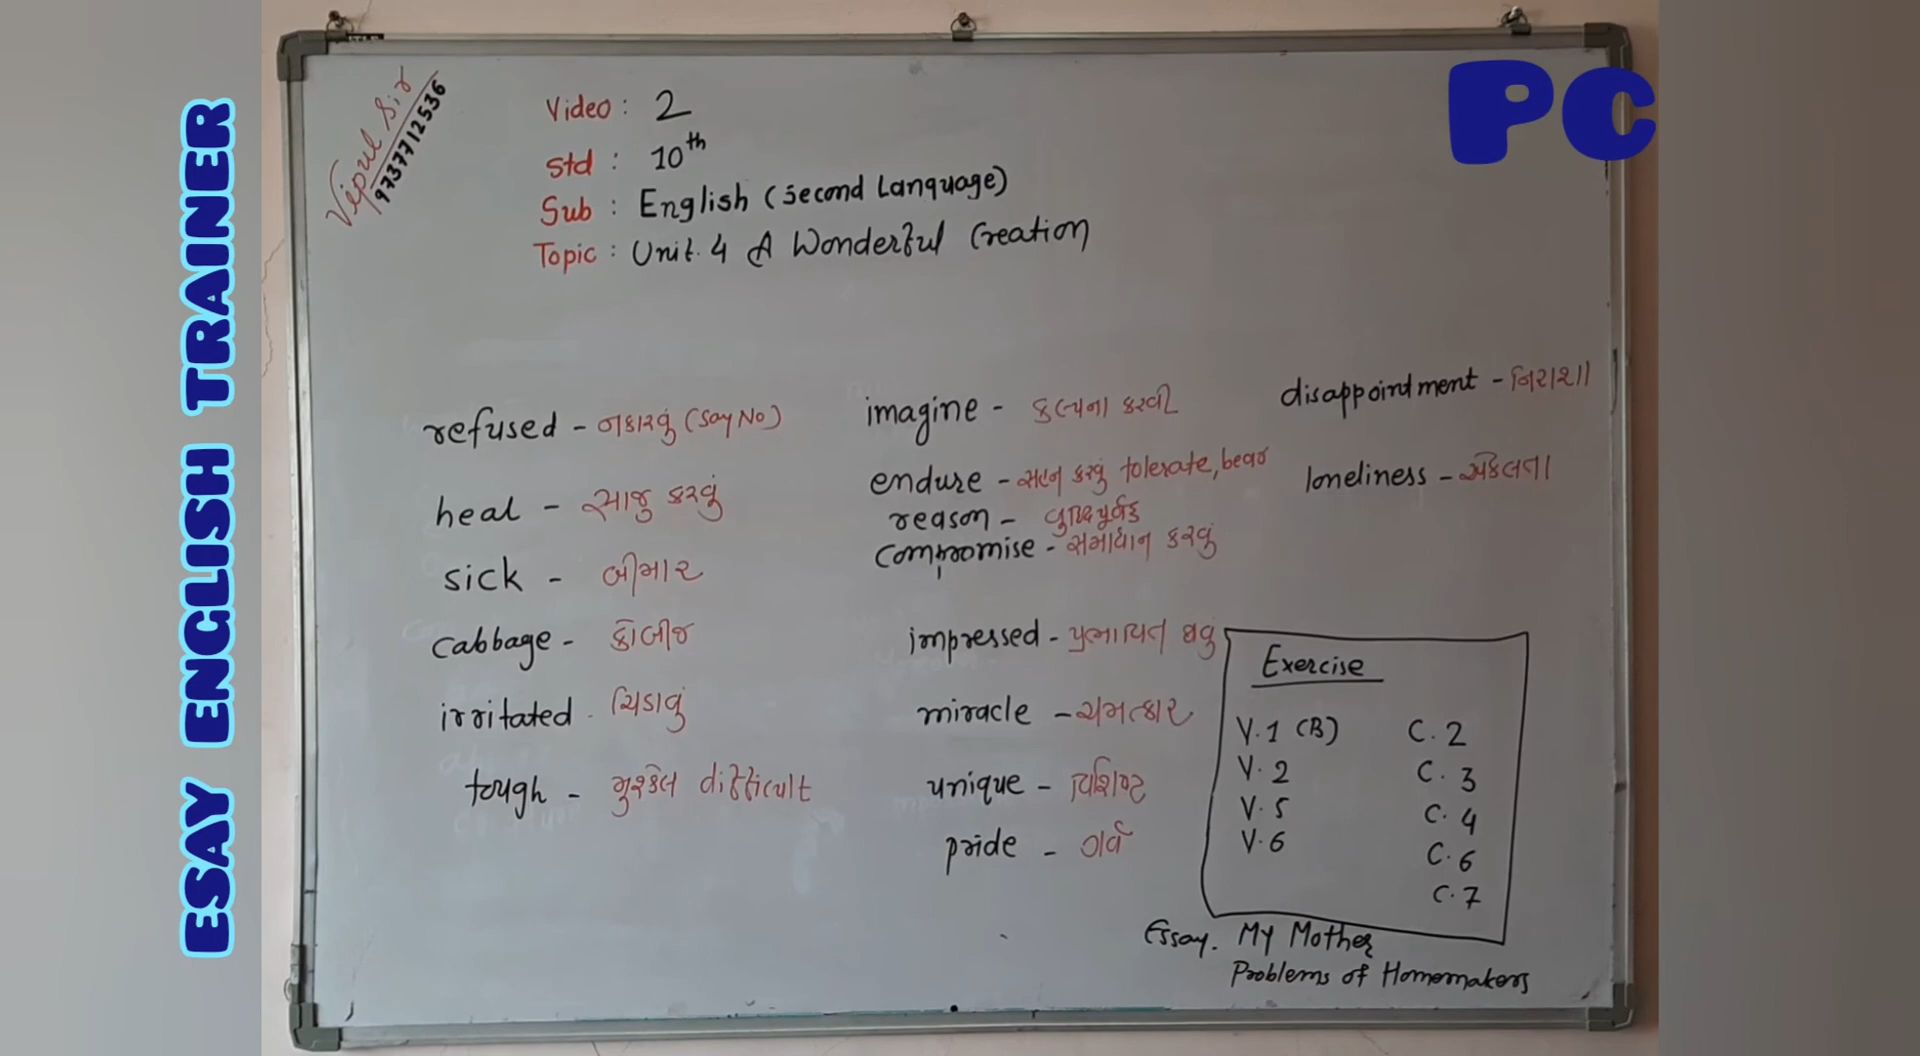 ESAY ENGLISH TRAINER
PC
Vipul Sir
9737712536
Video : 2
Std : 10th
Sub : English (Second Language)
Topic : Unit. 4 A Wonderful Creation
refused - નકારવું (Say No)
heal - સાજુ કરવું
sick - બીમાર
cabbage - કોબીજ
irritated - ચિડાવું
tough - મુશ્કેલ difficult
imagine - કલ્પના કરવી
endure - સહન કરવું tolerate, bear
reason - બુદ્ધિપૂર્વક
compromise - સમાધાન કરવું
impressed - પ્રભાવિત થવું
miracle - ચમત્કાર
unique - વિશિષ્ટ
pride - ગર્વ
disappointment - નિરાશા
loneliness - એકલતા
Exercise
V.1 (B)
V.2
V.5
V.6
C.2
C.3
C.4
C.6
C.7
Essay. My Mother
Problems of Homemakers